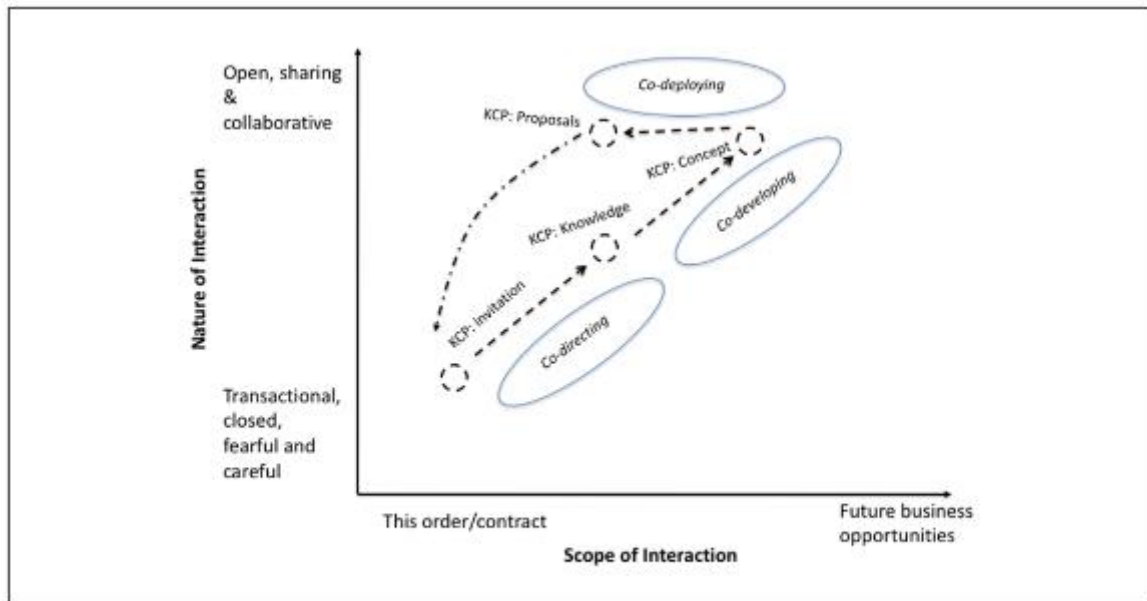 Open, sharing
&
collaborative
Co-deploying
KCP: Proposals
KCP: Concept
Co-developing
KCP: Knowledge
Nature of Interaction
KCP: Invitation
Co-directing
Transactional,
closed,
fearful and
careful
This order/contract
Future business
opportunities
Scope of Interaction